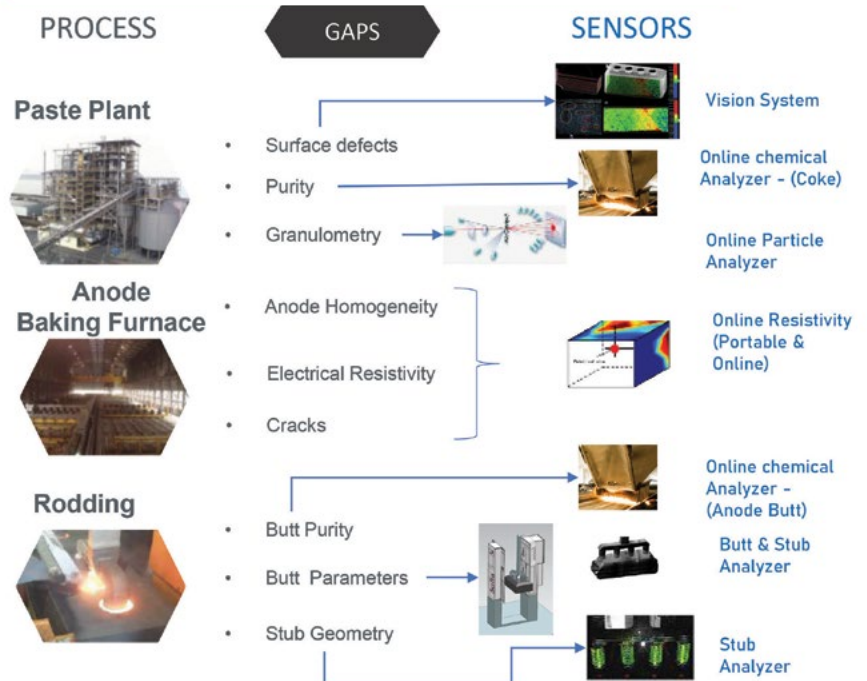 PROCESS
GAPS
SENSORS
Paste Plant
Vision System
• Surface defects
• Purity
Online chemical
Analyzer - (Coke)
• Granulometry
Online Particle
Analyzer
Anode
Baking Furnace
• Anode Homogeneity
• Electrical Resistivity
• Cracks
Online Resistivity
(Portable &
Online)
Rodding
Online chemical
Analyzer -
(Anode Butt)
• Butt Purity
• Butt Parameters
Butt & Stub
Analyzer
• Stub Geometry
Stub
Analyzer